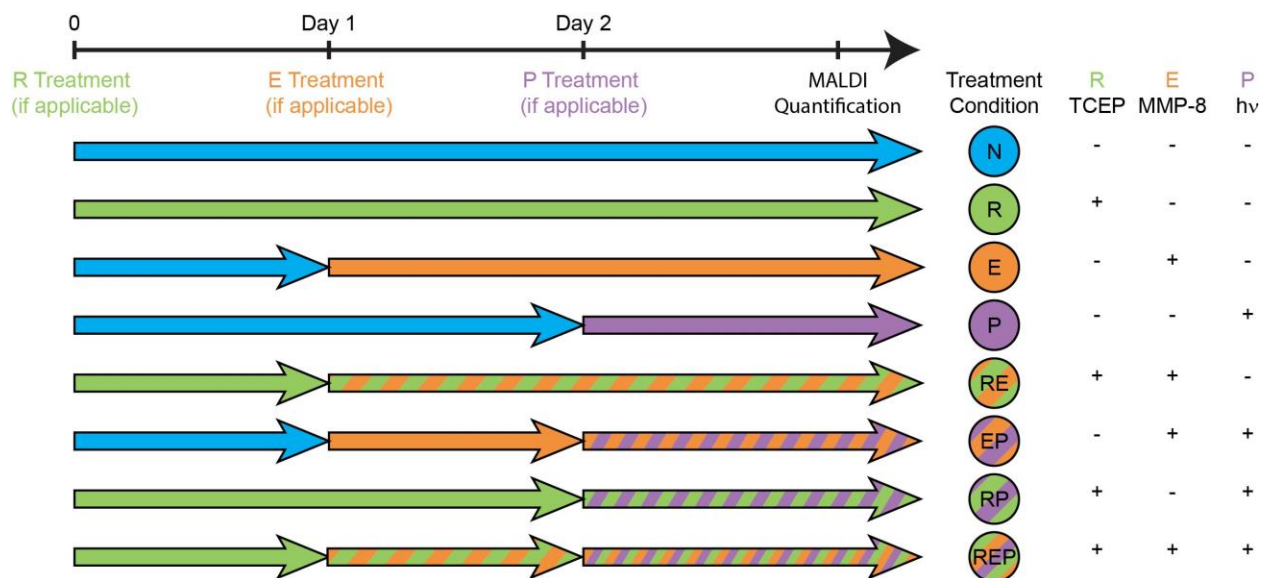 0 Day 1 Day 2
R Treatment E Treatment P Treatment MALDI Treatment R E P
(if applicable) (if applicable) (if applicable) Quantification Condition TCEP MMP-8 hν
N - - -
R + - -
E - + -
P - - +
RE + + -
EP - + +
RP + - +
REP + + +